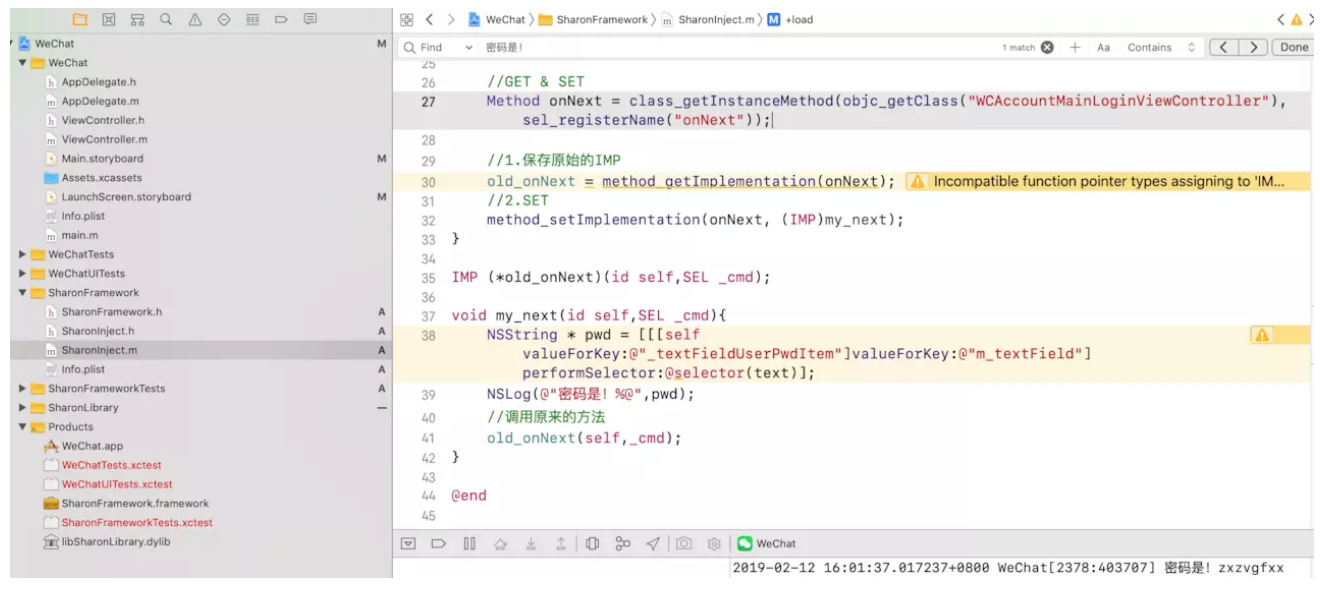 WeChat > SharonFramework > SharonInject.m > M +load
WeChat M
Find 密码是! 1 match + Aa Contains Done
WeChat
AppDelegate.h
AppDelegate.m
ViewController.h
ViewController.m
Main.storyboard M
Assets.xcassets
LaunchScreen.storyboard M
Info.plist
main.m
WeChatTests
WeChatUITests
SharonFramework
SharonFramework.h A
SharonInject.h A
SharonInject.m A
Info.plist A
SharonFrameworkTests A
SharonLibrary
Products
WeChat.app
WeChatTests.xctest
WeChatUITests.xctest
SharonFramework.framework
SharonFrameworkTests.xctest
libSharonLibrary.dylib
25
26 //GET & SET
27 Method onNext = class_getInstanceMethod(objc_getClass("WCAccountMainLoginViewController"),
sel_registerName("onNext"));
28
29 //1.保存原始的IMP
30 old_onNext = method_getImplementation(onNext); Incompatible function pointer types assigning to 'IM...
31 //2.SET
32 method_setImplementation(onNext, (IMP)my_next);
33 }
34
35 IMP (*old_onNext)(id self,SEL _cmd);
36
37 void my_next(id self,SEL _cmd){
38 NSString * pwd = [[[self
valueForKey:@"_textFieldUserPwdItem"]valueForKey:@"m_textField"]
performSelector:@selector(text)];
39 NSLog(@"密码是! %@",pwd);
40 //调用原来的方法
41 old_onNext(self,_cmd);
42 }
43
44 @end
45
WeChat
2019-02-12 16:01:37.017237+0800 WeChat[2378:403707] 密码是! zxzvgfxx